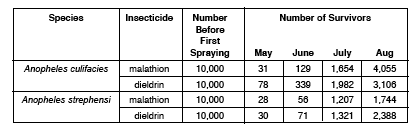 Species Insecticide Number Before First Spraying Number of Survivors
May June July Aug
Anopheles culifacies malathion 10,000 31 129 1,654 4,055
dieldrin 10,000 78 339 1,982 3,106
Anopheles strephensi malathion 10,000 28 56 1,207 1,744
dieldrin 10,000 30 71 1,321 2,388